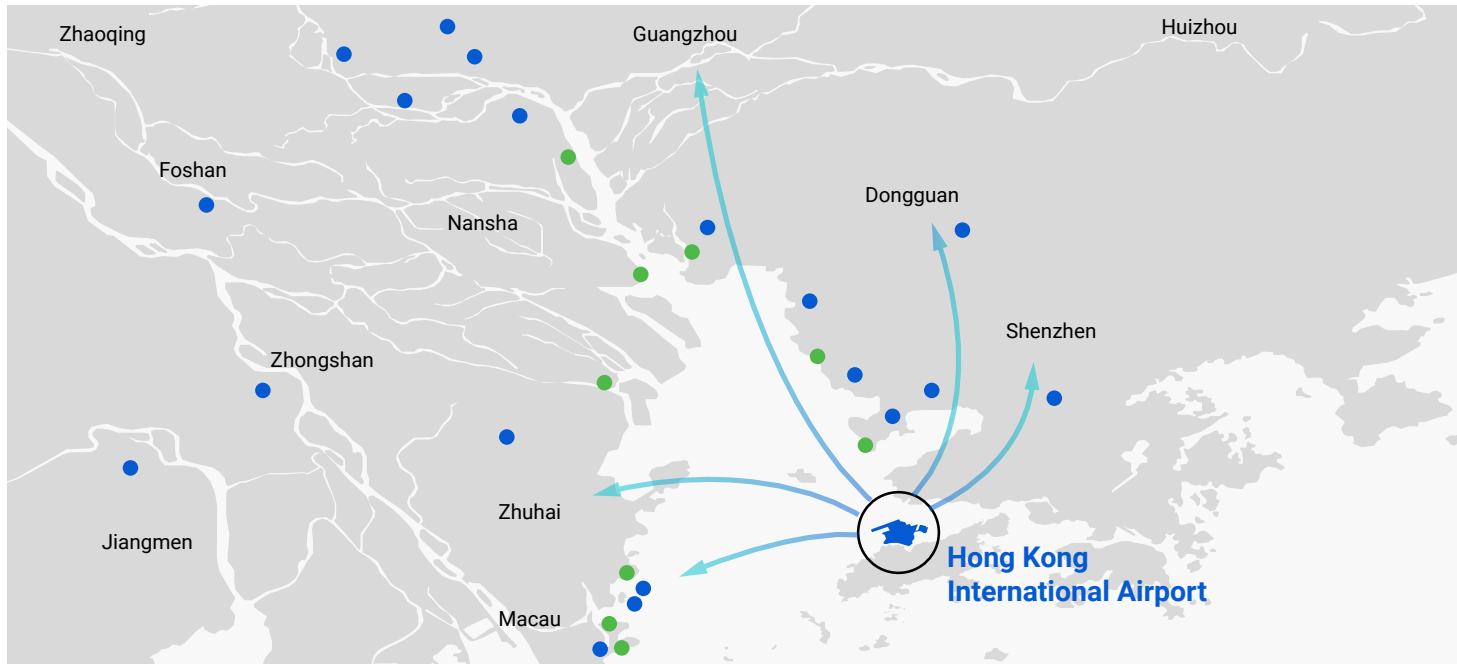 Zhaoqing
Guangzhou
Huizhou
Foshan
Dongguan
Nansha
Shenzhen
Zhongshan
Zhuhai
Jiangmen
Hong Kong
International Airport
Macau